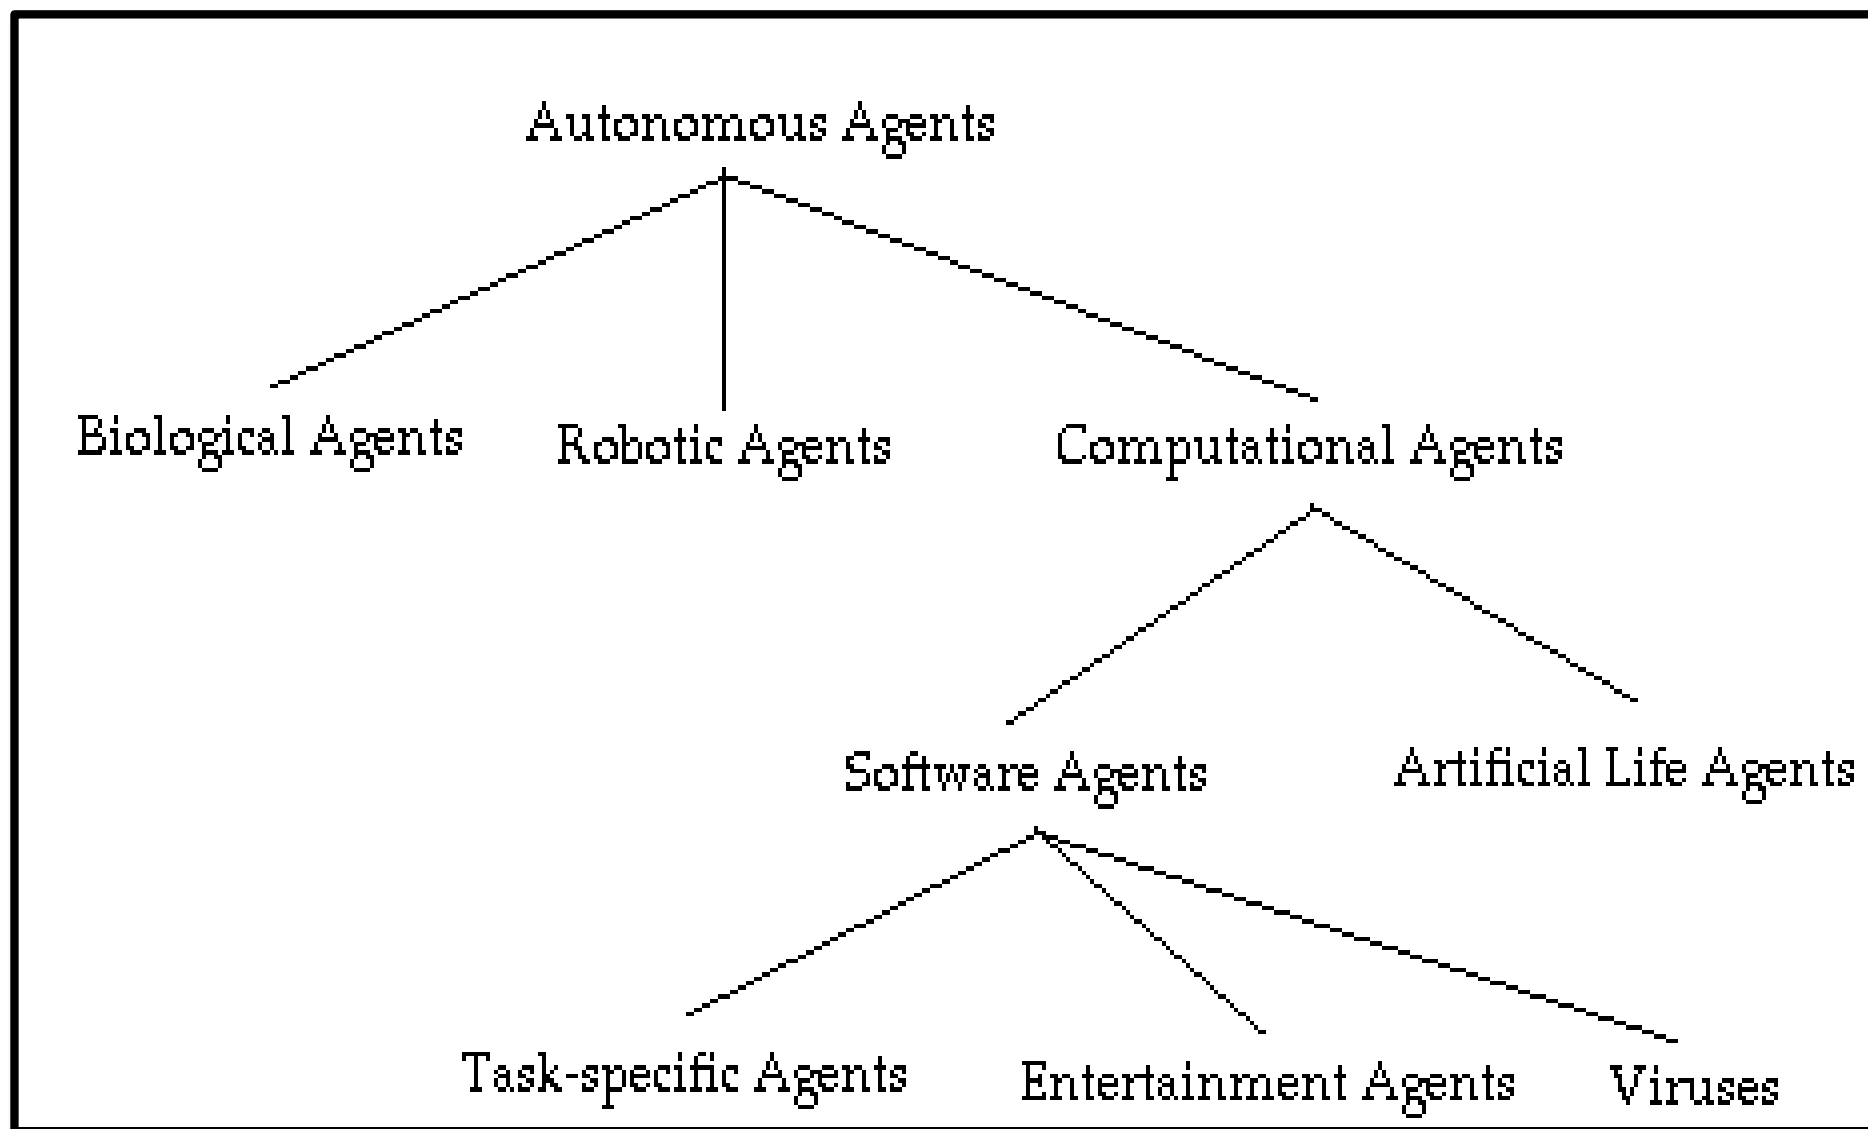 Autonomous Agents
Biological Agents
Robotic Agents
Computational Agents
Software Agents
Artificial Life Agents
Task-specific Agents
Entertainment Agents
Viruses